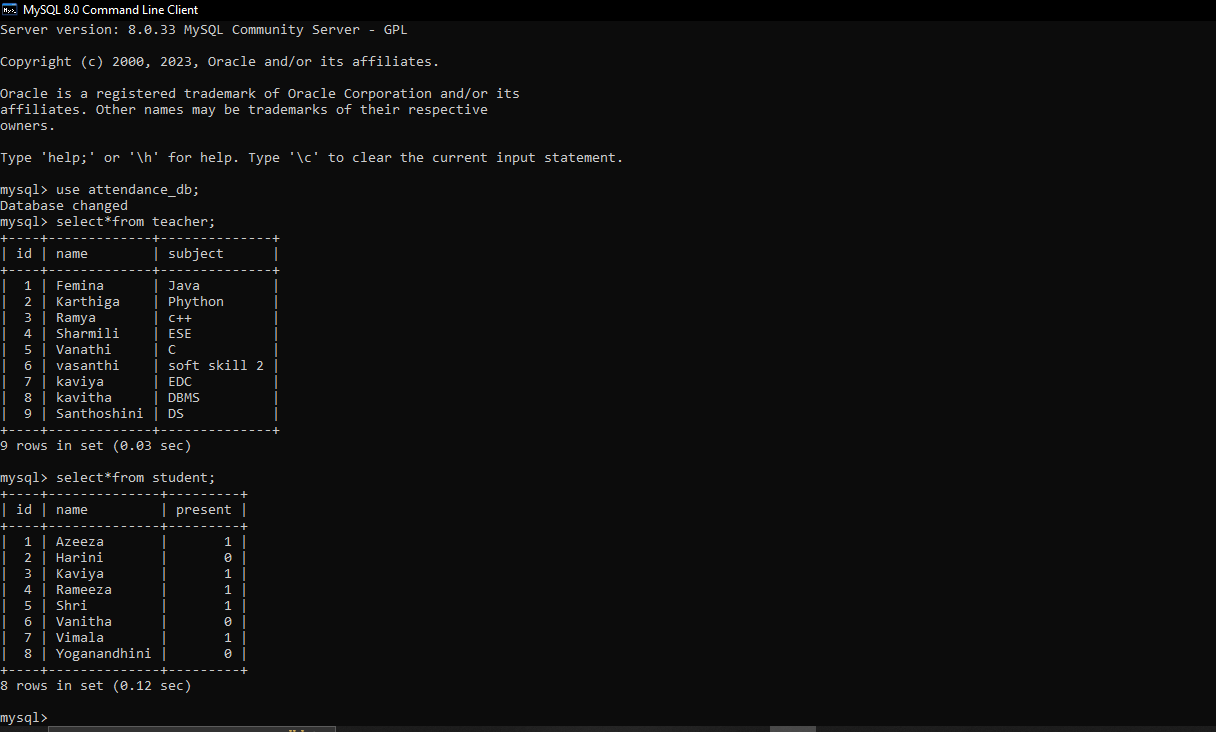 MySQL 8.0 Command Line Client
Server version: 8.0.33 MySQL Community Server - GPL
Copyright (c) 2000, 2023, Oracle and/or its affiliates.
Oracle is a registered trademark of Oracle Corporation and/or its
affiliates. Other names may be trademarks of their respective
owners.
Type 'help;' or '\h' for help. Type '\c' to clear the current input statement.
mysql> use attendance_db;
Database changed
mysql> select*from teacher;
+----+-------------+--------------+
| id | name        | subject      |
+----+-------------+--------------+
|  1 | Femina      | Java         |
|  2 | Karthiga    | Phython      |
|  3 | Ramya       | c++          |
|  4 | Sharmili    | ESE          |
|  5 | Vanathi     | C            |
|  6 | vasanthi    | soft skill 2 |
|  7 | kaviya      | EDC          |
|  8 | kavitha     | DBMS         |
|  9 | Santhoshini | DS           |
+----+-------------+--------------+
9 rows in set (0.03 sec)
mysql> select*from student;
+----+--------------+---------+
| id | name         | present |
+----+--------------+---------+
|  1 | Azeeza       |       1 |
|  2 | Harini       |       0 |
|  3 | Kaviya       |       1 |
|  4 | Rameeza      |       1 |
|  5 | Shri         |       1 |
|  6 | Vanitha      |       0 |
|  7 | Vimala       |       1 |
|  8 | Yoganandhini |       0 |
+----+--------------+---------+
8 rows in set (0.12 sec)
mysql>